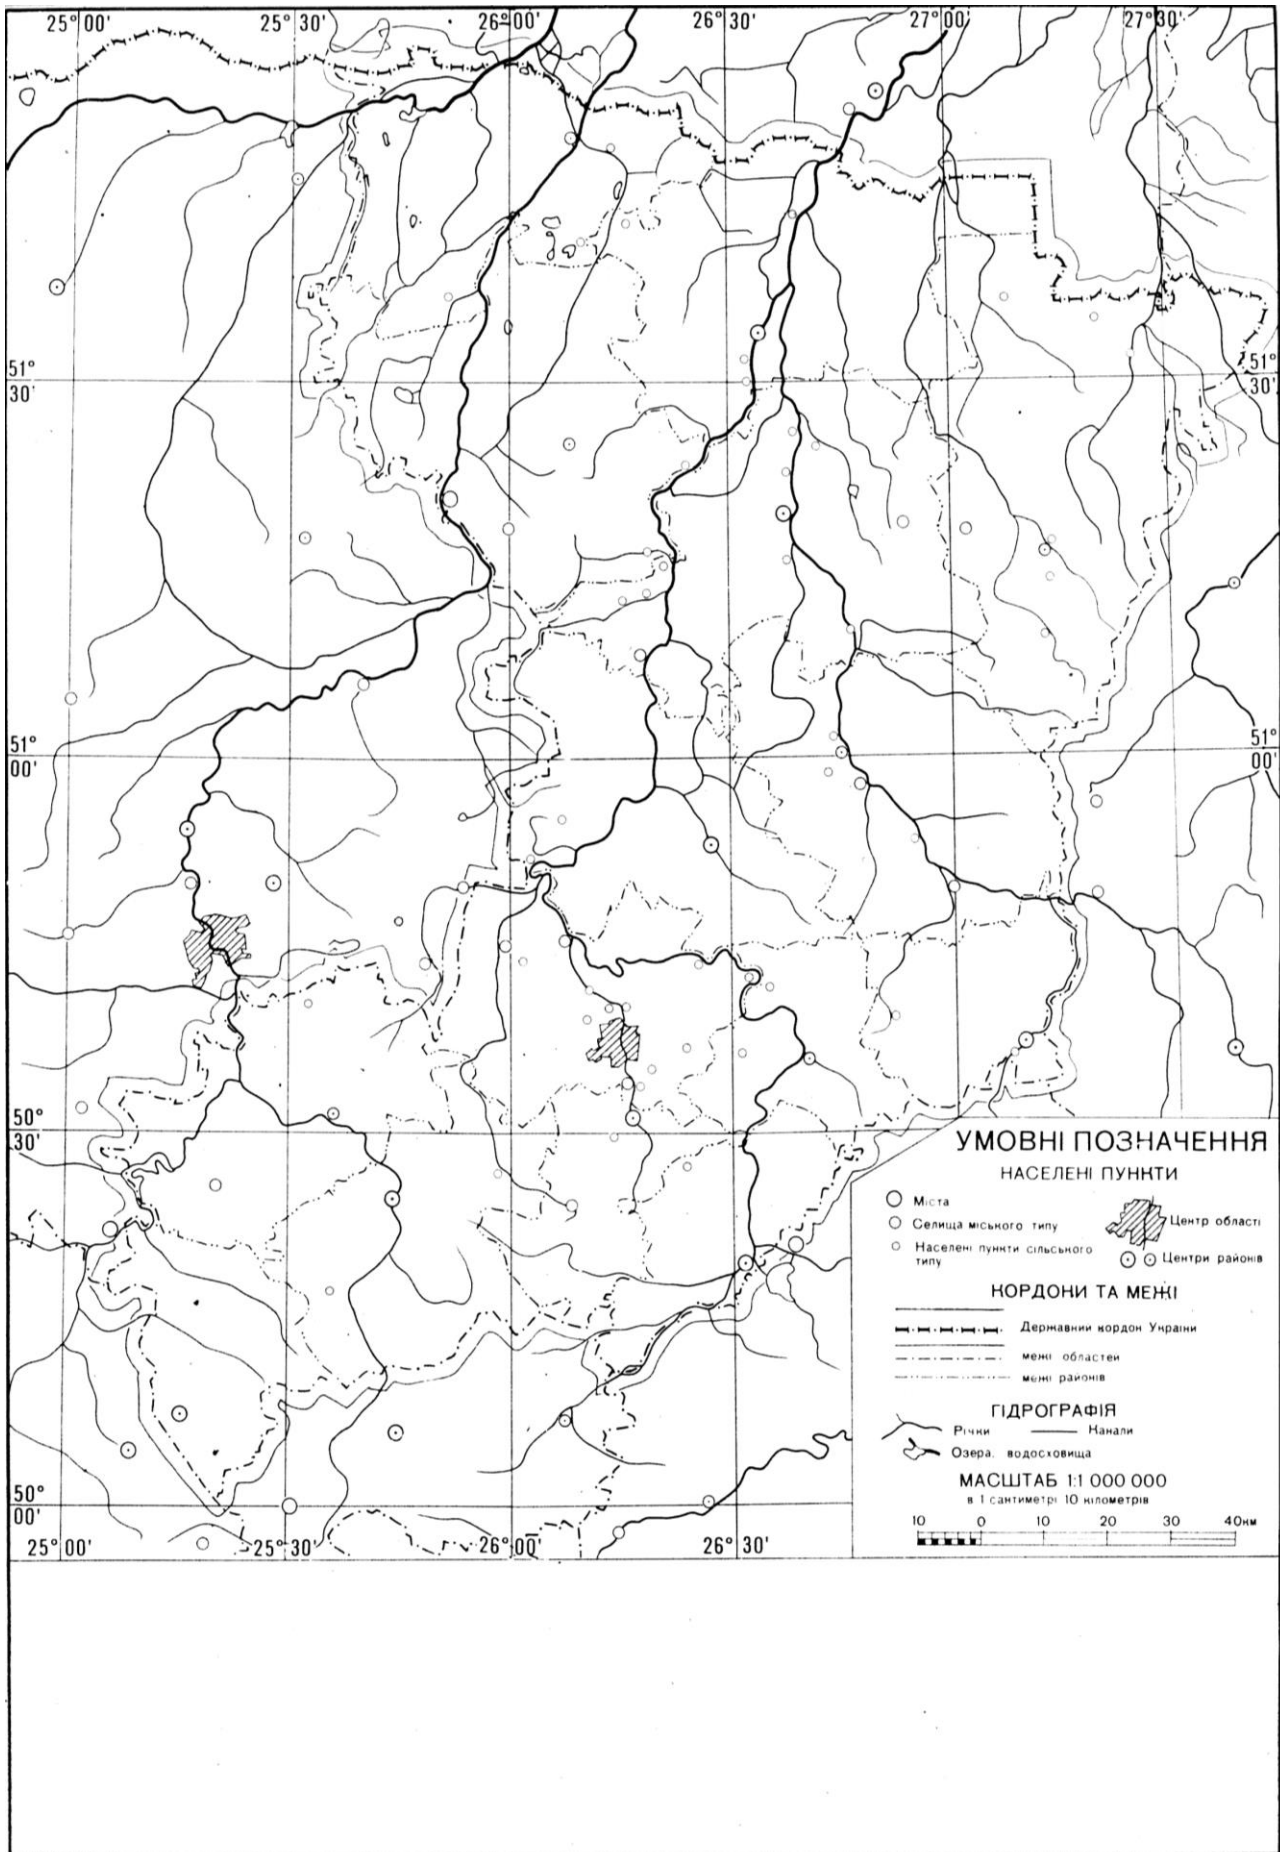 25° 00' 25° 30' 26° 00' 26° 30' 27° 00' 27° 30'
51° 30' 51° 30'
51° 00' 51° 00'
50° 30'
УМОВНІ ПОЗНАЧЕННЯ
НАСЕЛЕНІ ПУНКТИ
Міста
Селища міського типу
Населені пункти сільського
типу
Центр області
Центри районів
КОРДОНИ ТА МЕЖІ
Державний кордон України
межі областей
межі районів
ГІДРОГРАФІЯ
Річки Канали
Озера, водосховища
МАСШТАБ 1:1 000 000
в 1 сантиметрі 10 кілометрів
10 0 10 20 30 40км
50° 00'
25° 00' 25° 30' 26° 00' 26° 30'